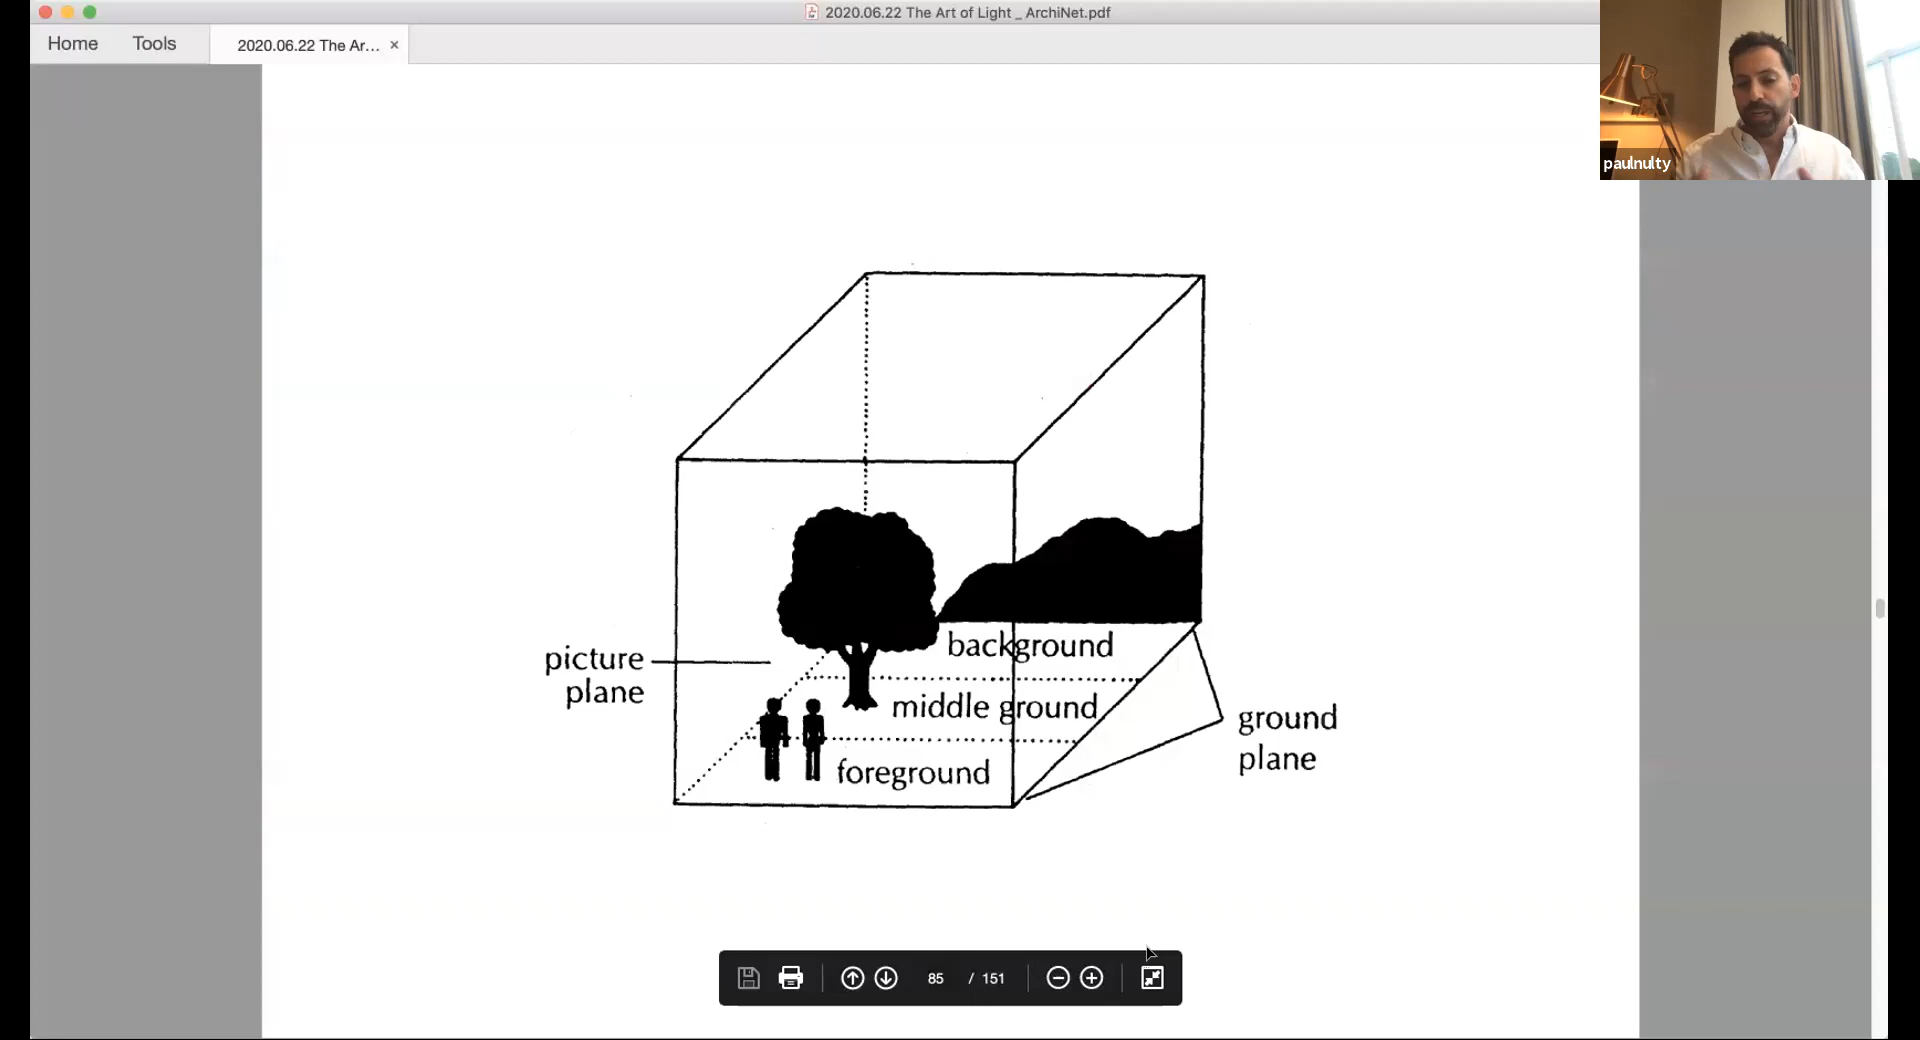 2020.06.22 The Art of Light _ ArchiNet.pdf
Home Tools 2020.06.22 The Ar... ×
paulnulty
picture
plane
background
middle ground
foreground
ground
plane
85 / 151